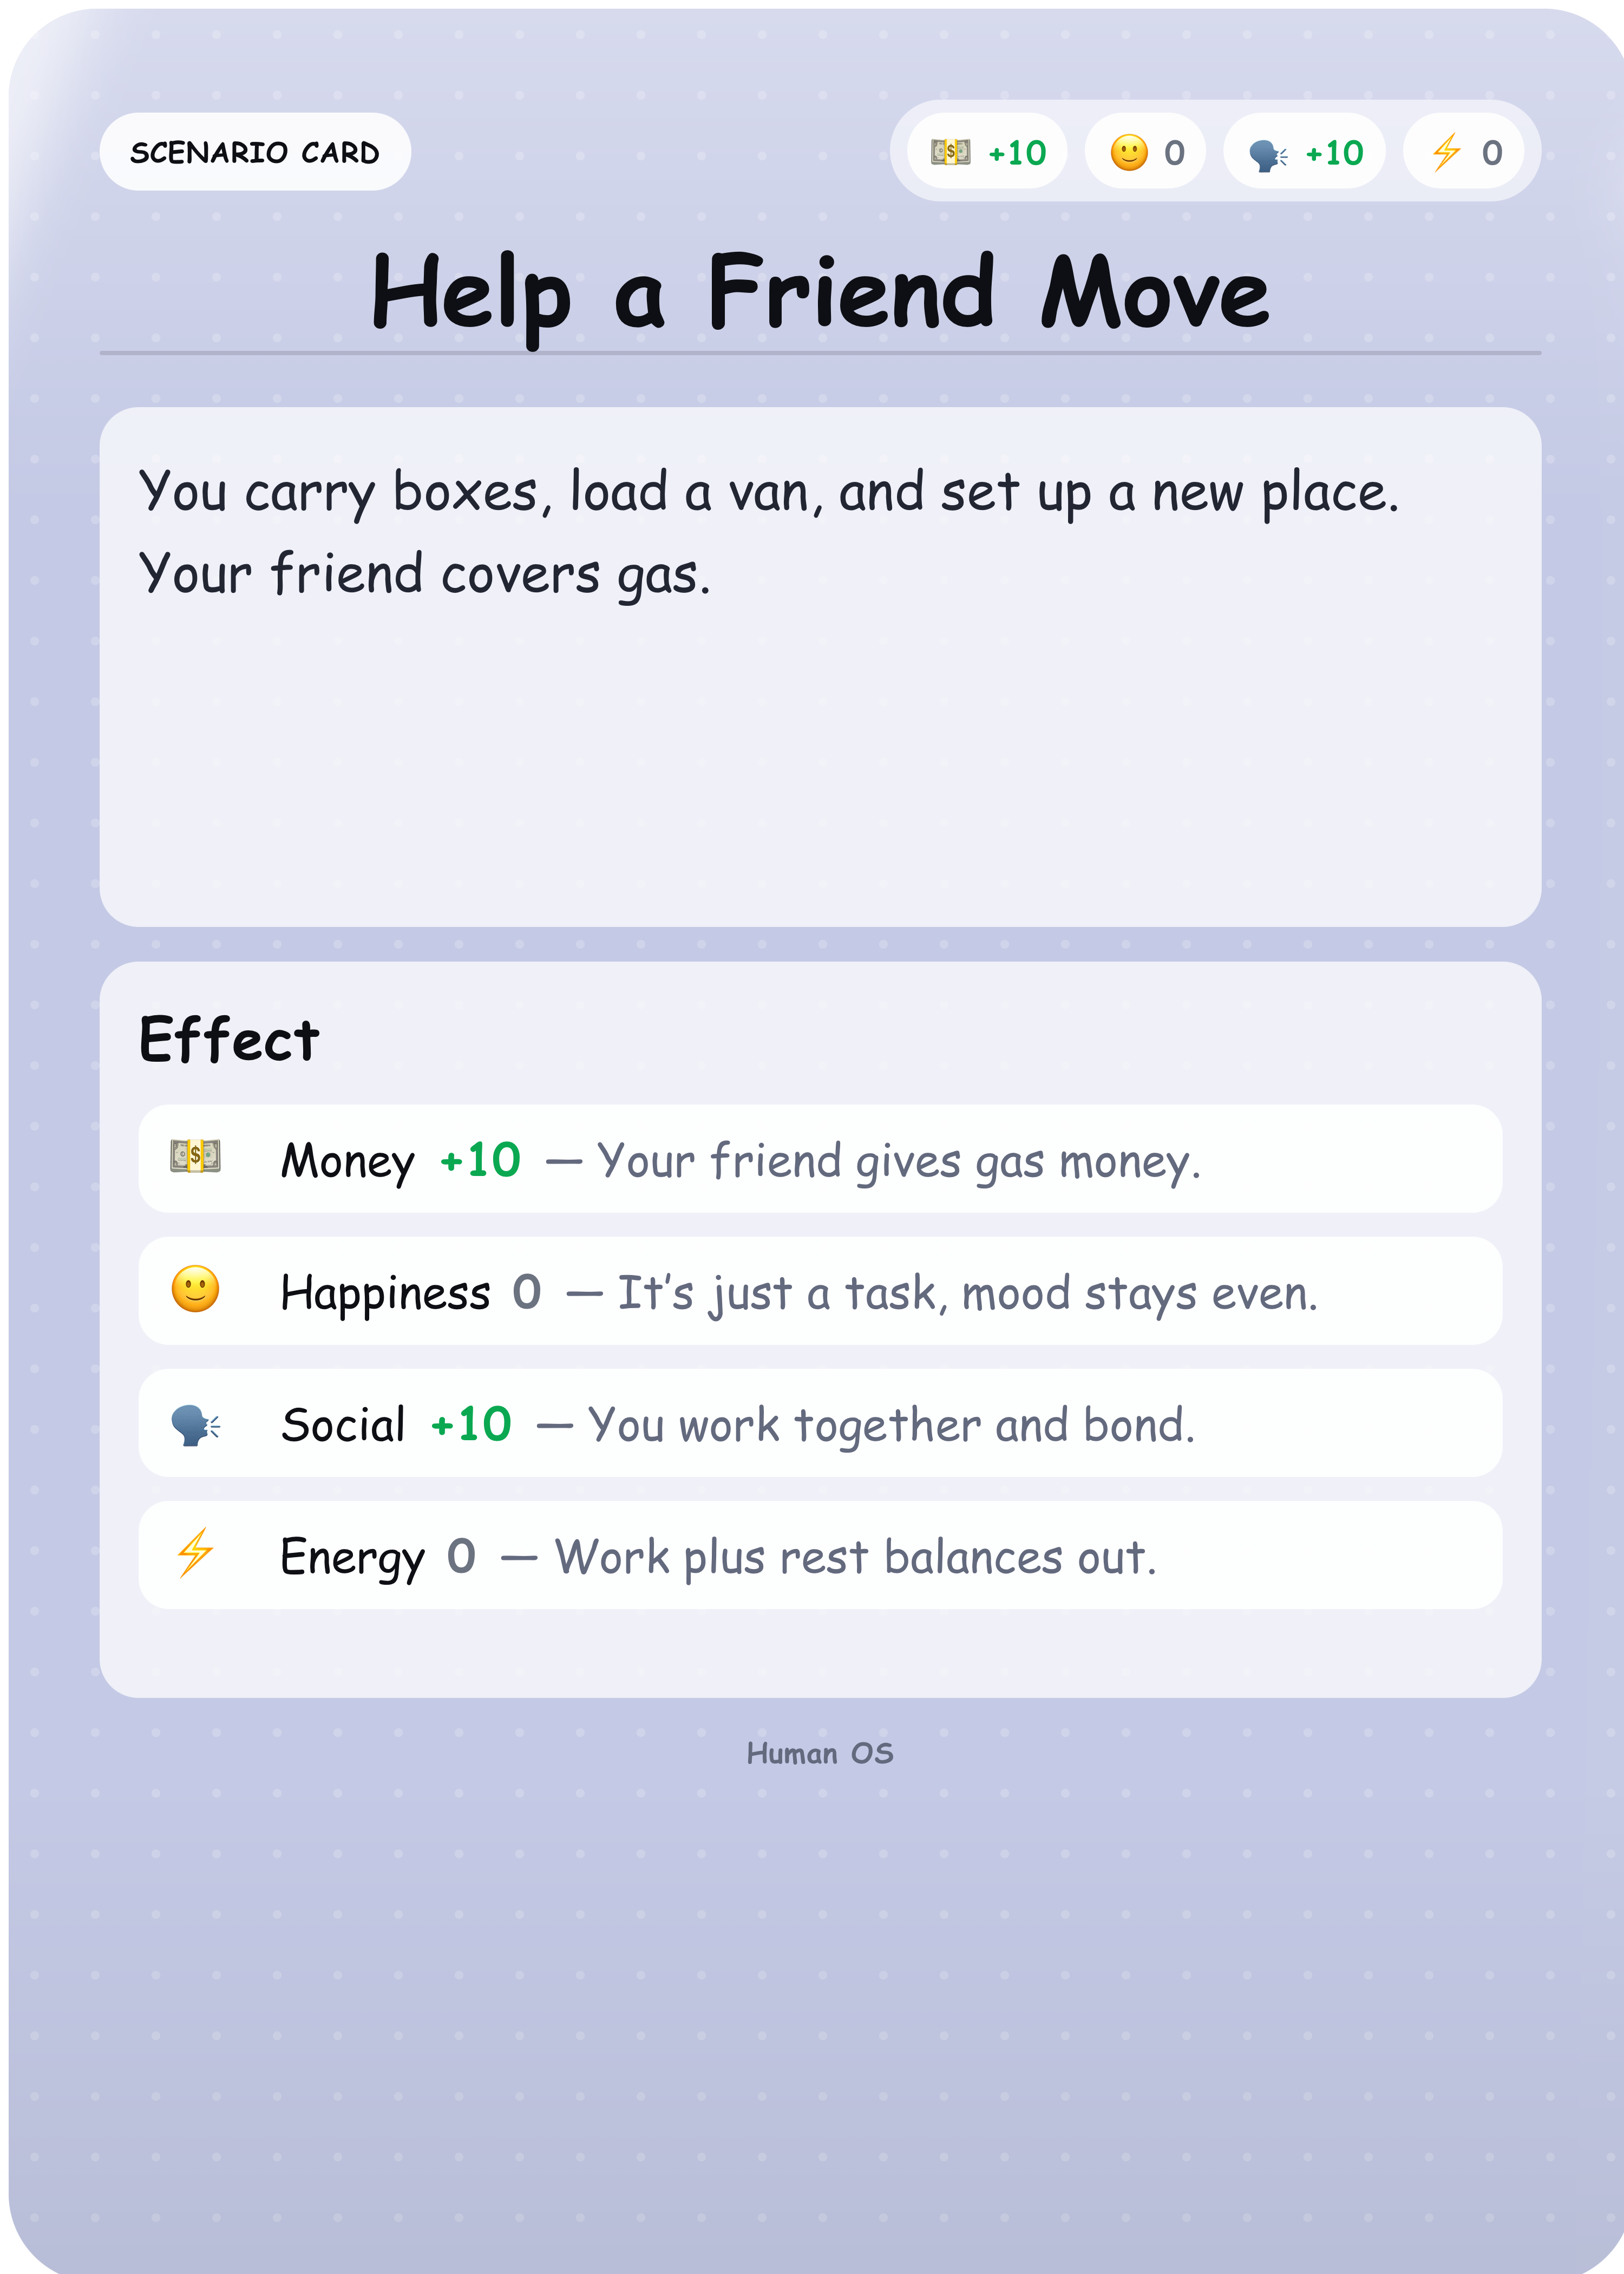 SCENARIO CARD
💵 +10 🙂 0 🗣️ +10 ⚡ 0
Help a Friend Move
You carry boxes, load a van, and set up a new place.
Your friend covers gas.
Effect
💵 Money +10 — Your friend gives gas money.
🙂 Happiness 0 — It's just a task, mood stays even.
🗣️ Social +10 — You work together and bond.
⚡ Energy 0 — Work plus rest balances out.
Human OS